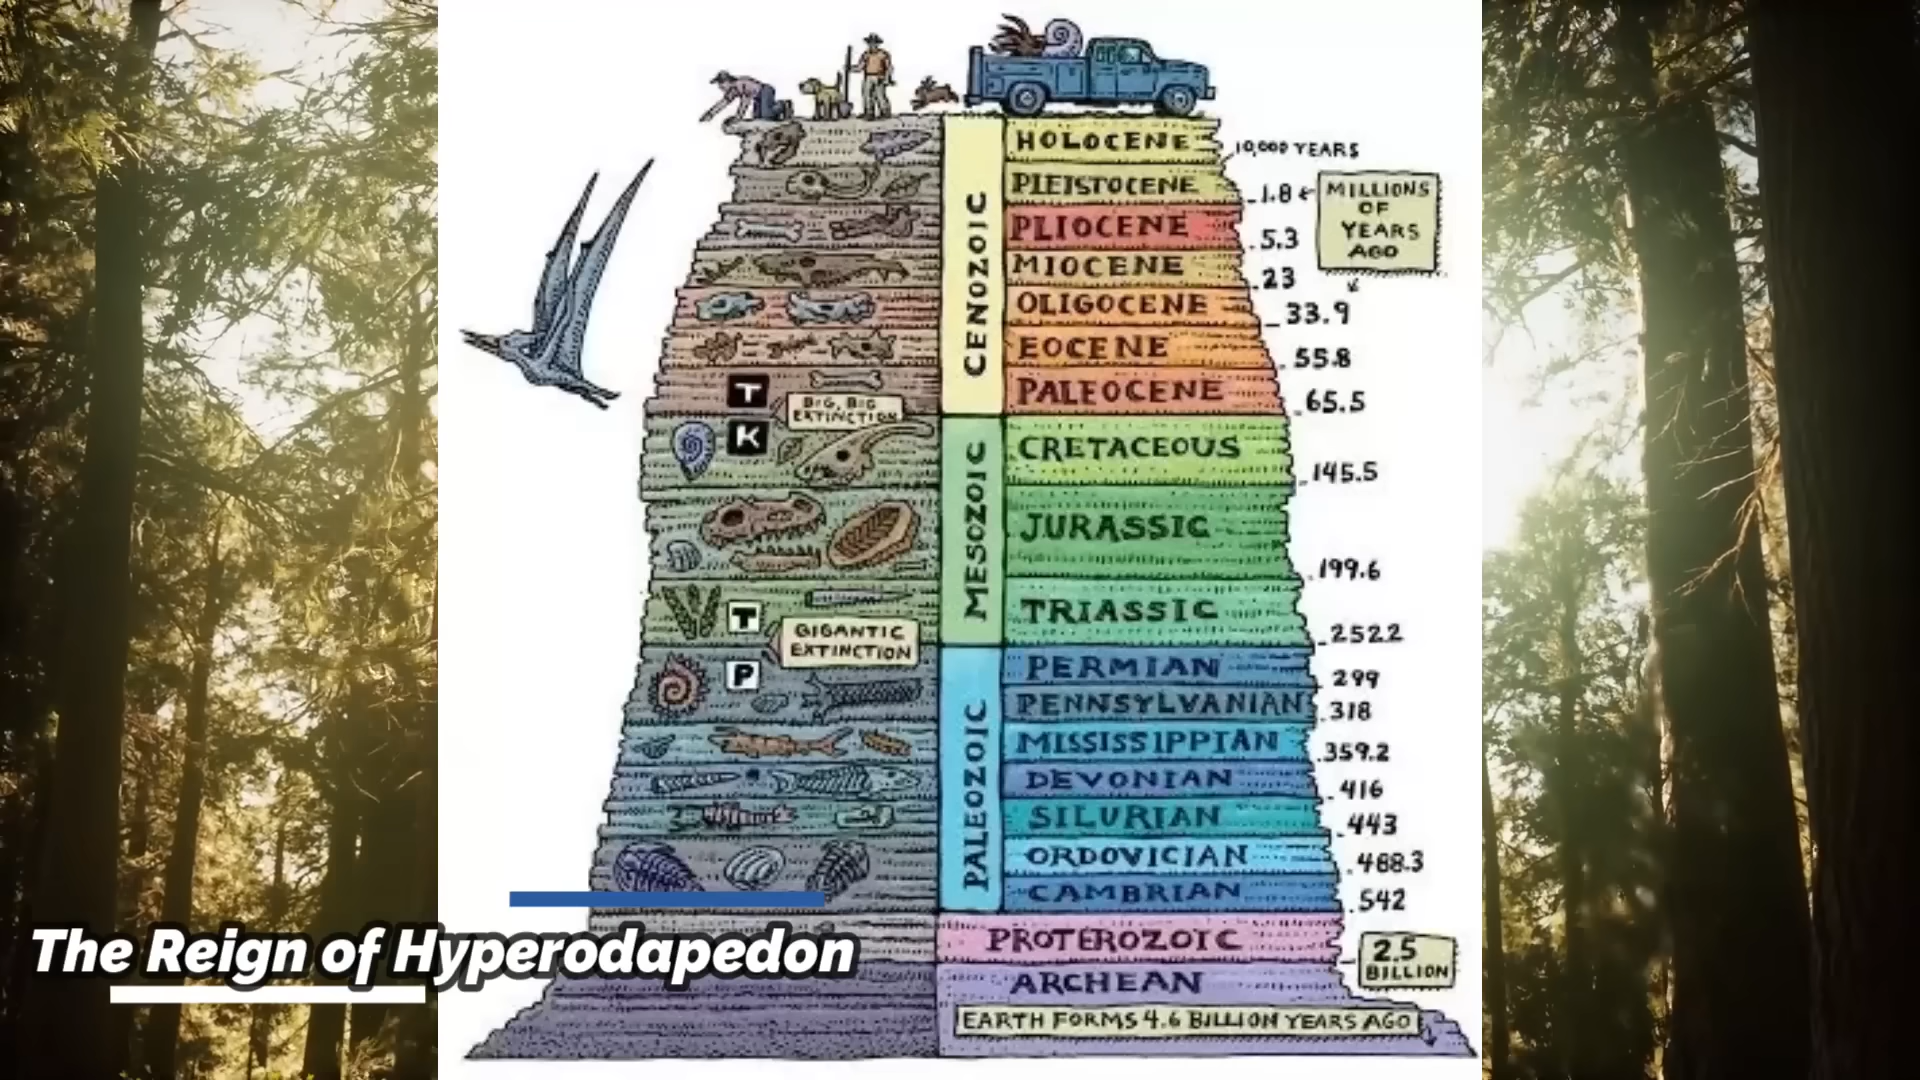 HOLOCENE
10,000 YEARS
PLEISTOCENE
1.8
MILLIONS
OF
YEARS
AGO
PLIOCENE
5.3
MIOCENE
23
OLIGOCENE
33.9
EOCENE
55.8
PALEOCENE
65.5
CENOZOIC
T
BIG, BIG
EXTINCTION
K
CRETACEOUS
145.5
JURASSIC
199.6
MESOZOIC
TRIASSIC
252.2
T
GIGANTIC
EXTINCTION
P
PERMIAN
299
PENNSYLVANIAN
318
MISSISSIPPIAN
359.2
DEVONIAN
416
PALEOZOIC
SILURIAN
443
ORDOVICIAN
488.3
CAMBRIAN
542
PROTEROZOIC
2.5
BILLION
ARCHEAN
EARTH FORMS 4.6 BILLION YEARS AGO
The Reign of Hyperodapedon